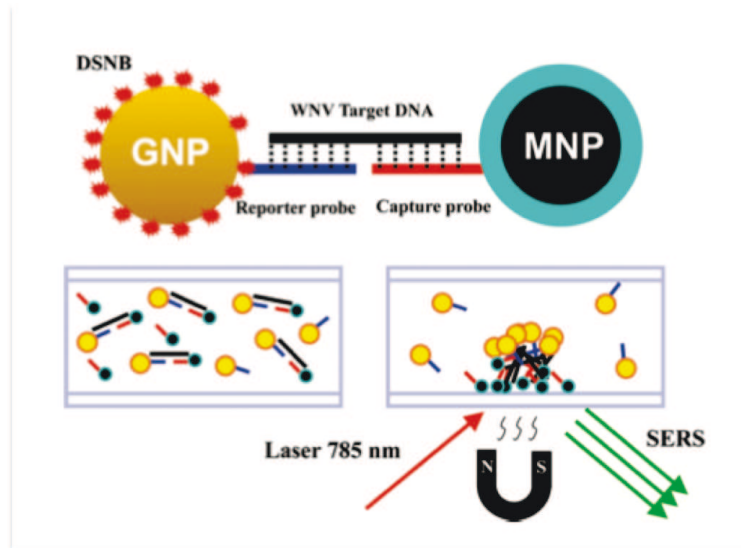 DSNB
WNV Target DNA
GNP
MNP
Reporter probe
Capture probe
Laser 785 nm
SERS
N S